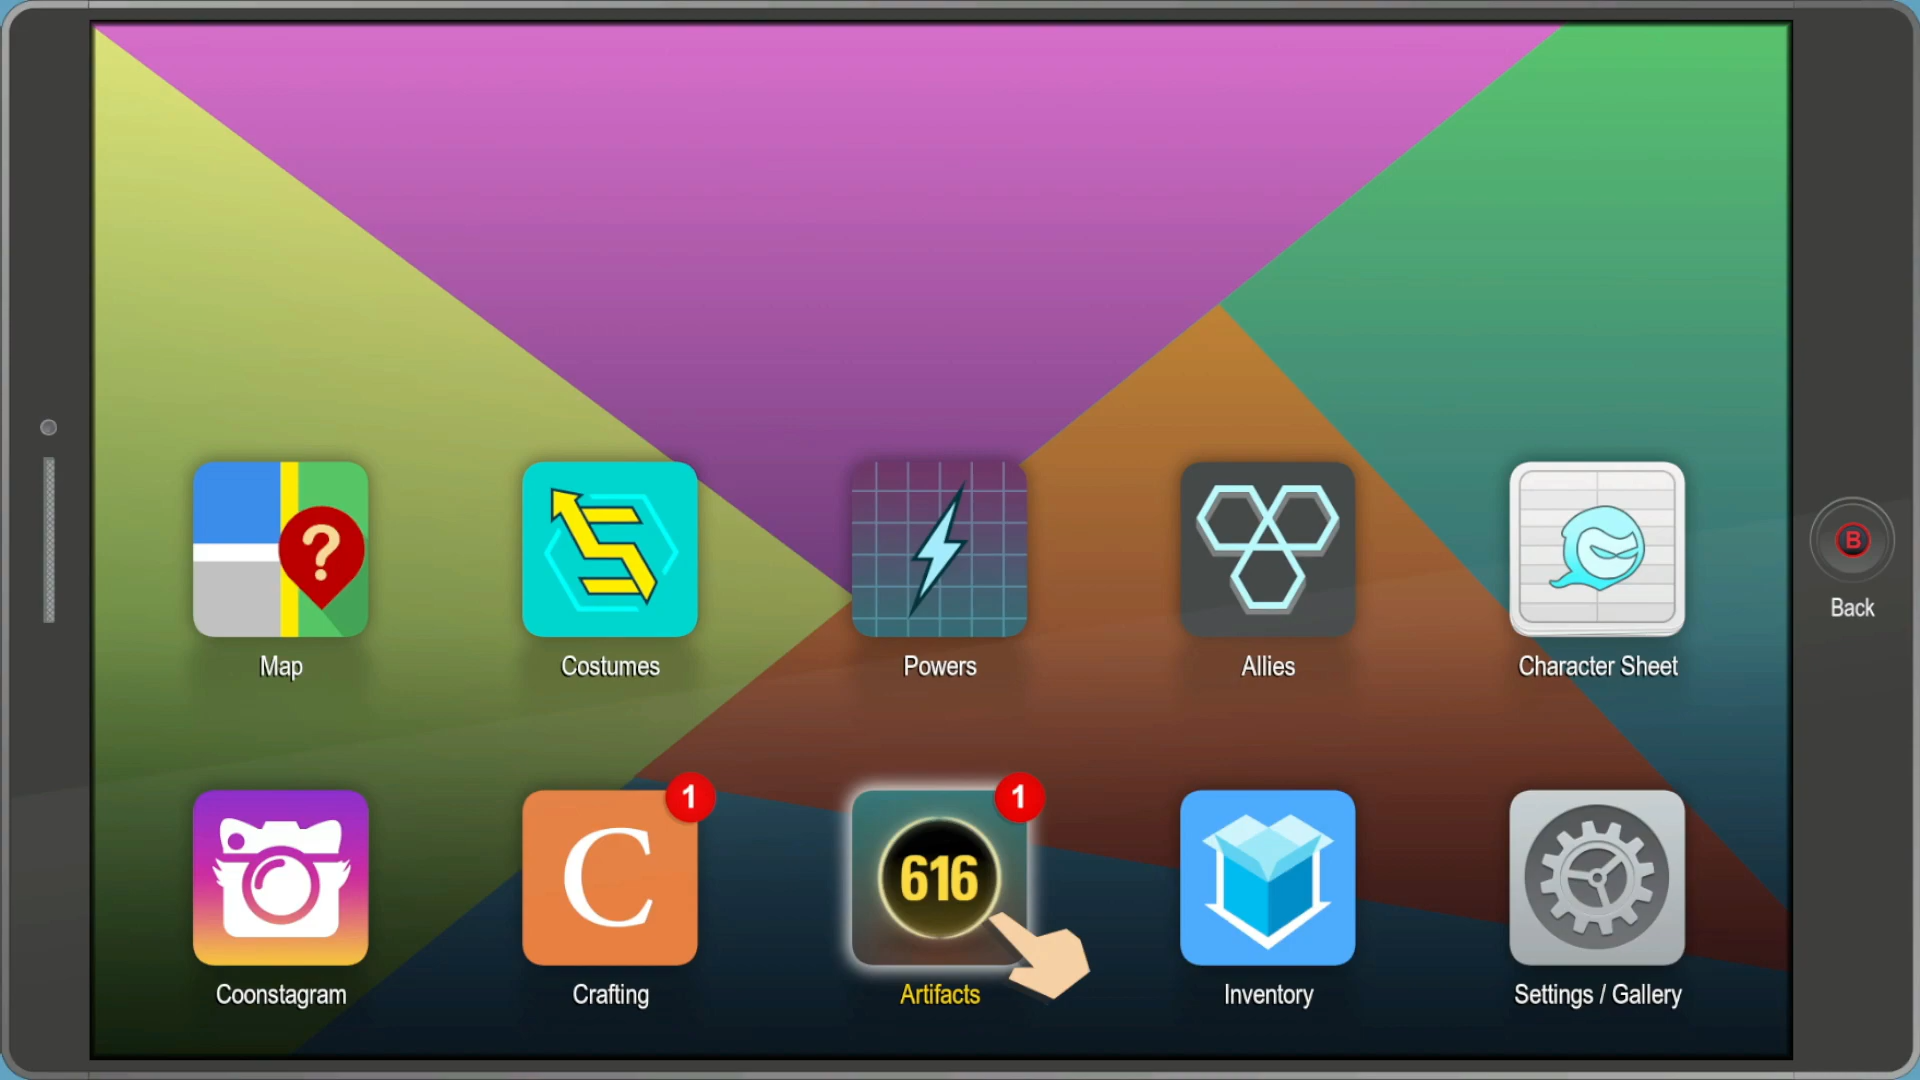 ?
Map
Costumes
Powers
Allies
Character Sheet
B
Back
Coonstagram
1
C
Crafting
1
616
Artifacts
Inventory
Settings / Gallery